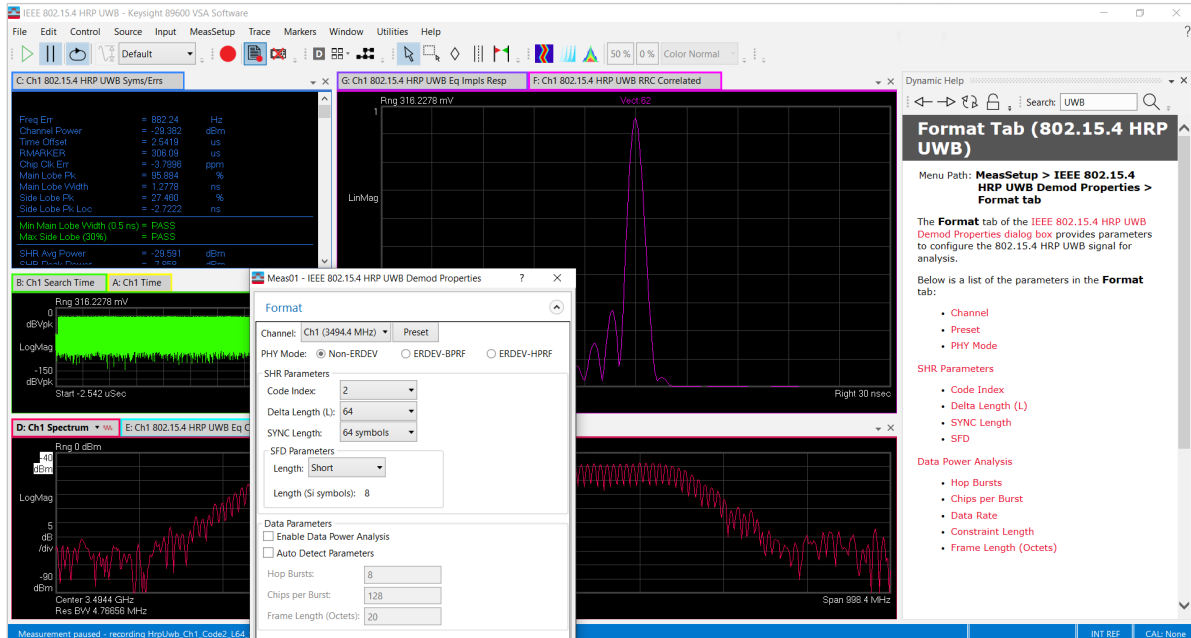 IEEE 802.15.4 HRP UWB - Keysight 89600 VSA Software
File Edit Control Source Input MeasSetup Trace Markers Window Utilities Help
Default 50 % 0 % Color Normal
C: Ch1 802.15.4 HRP UWB Syms/Errs
Freq Err = 882.24 Hz
Channel Power = -29.382 dBm
Time Offset = 2.5419 us
RMARKER = 306.09 us
Chip Clk Err = -3.7896 ppm
Main Lobe Pk = 95.884 %
Main Lobe Width = 1.2778 ns
Side Lobe Pk = 27.460 %
Side Lobe Pk Loc = -2.7222 ns
Min Main Lobe Width (0.5 ns) = PASS
Max Side Lobe (30%) = PASS
SHR Avg Power = -29.591 dBm
SHR Peak Power = -7.858 dBm
G: Ch1 802.15.4 HRP UWB Eq Impls Resp
F: Ch1 802.15.4 HRP UWB RRC Correlated
Rng 316.2278 mV
Vect:62
1
LinMag
Right 30 nsec
B: Ch1 Search Time
A: Ch1 Time
Rng 316.2278 mV
0
dBVpk
LogMag
-150
dBVpk
Start -2.542 uSec
D: Ch1 Spectrum
E: Ch1 802.15.4 HRP UWB Eq C
Rng 0 dBm
-40
dBm
LogMag
5
dB
/div
-90
dBm
Center 3.4944 GHz
Res BW 4.76656 MHz
Span 998.4 MHz
Meas01 - IEEE 802.15.4 HRP UWB Demod Properties ?
Format
Channel: Ch1 (3494.4 MHz) Preset
PHY Mode: Non-ERDEV ERDEV-BPRF ERDEV-HPRF
SHR Parameters
Code Index: 2
Delta Length (L): 64
SYNC Length: 64 symbols
SFD Parameters
Length: Short
Length (Si symbols): 8
Data Parameters
Enable Data Power Analysis
Auto Detect Parameters
Hop Bursts: 8
Chips per Burst: 128
Frame Length (Octets): 20
Dynamic Help
Search: UWB
Format Tab (802.15.4 HRP
UWB)
Menu Path: MeasSetup > IEEE 802.15.4
HRP UWB Demod Properties >
Format tab
The Format tab of the IEEE 802.15.4 HRP UWB
Demod Properties dialog box provides parameters
to configure the 802.15.4 HRP UWB signal for
analysis.
Below is a list of the parameters in the Format
tab:
• Channel
• Preset
• PHY Mode
SHR Parameters
• Code Index
• Delta Length (L)
• SYNC Length
• SFD
Data Power Analysis
• Hop Bursts
• Chips per Burst
• Data Rate
• Constraint Length
• Frame Length (Octets)
Measurement paused - recording HrpUwb_Ch1_Code2_L64_
INT REF CAL: None